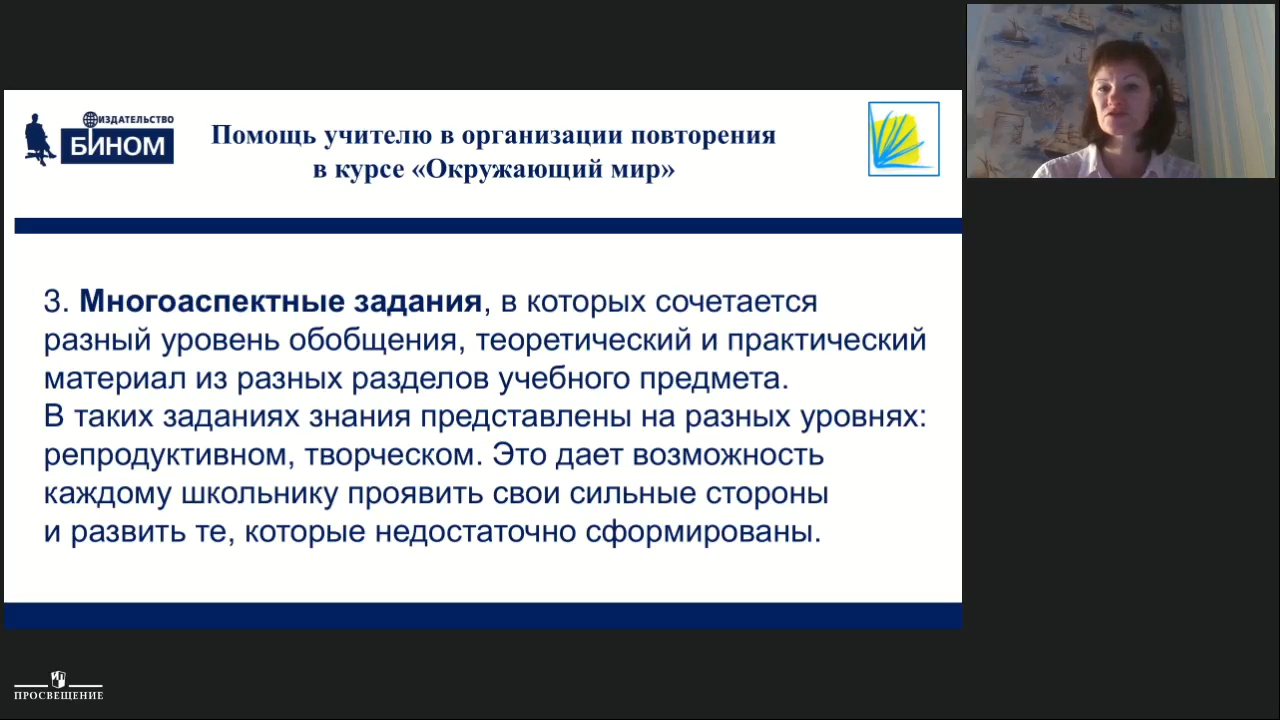 ИЗДАТЕЛЬСТВО
БИНОМ
Помощь учителю в организации повторения
в курсе «Окружающий мир»
3. Многоаспектные задания, в которых сочетается
разный уровень обобщения, теоретический и практический
материал из разных разделов учебного предмета.
В таких заданиях знания представлены на разных уровнях:
репродуктивном, творческом. Это дает возможность
каждому школьнику проявить свои сильные стороны
и развить те, которые недостаточно сформированы.
ПРОСВЕЩЕНИЕ